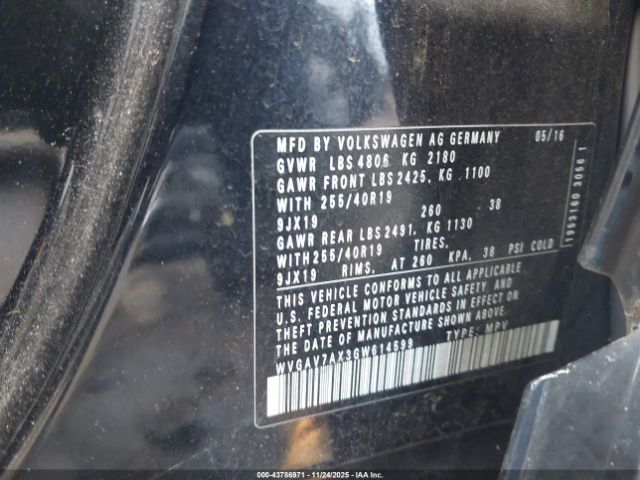 MFD BY VOLKSWAGEN AG GERMANY 05/16
GVWR LBS 4806 KG 2180
GAWR FRONT LBS 2425, KG 1100
WITH 255/40R19
9JX19 260 38
GAWR REAR LBS 2491, KG 1130
WITH 255/40R19 TIRES,
9JX19 RIMS, AT 260 KPA, 38 PSI COLD
THIS VEHICLE CONFORMS TO ALL APPLICABLE
U.S. FEDERAL MOTOR VEHICLE SAFETY AND
THEFT PREVENTION STANDARDS IN EFFECT ON
THE DATE OF MANUFACTURE
WVGAV7AX3GW614599 TYPE: MPV
00-43786971 - 11/24/2025 - IAA Inc.